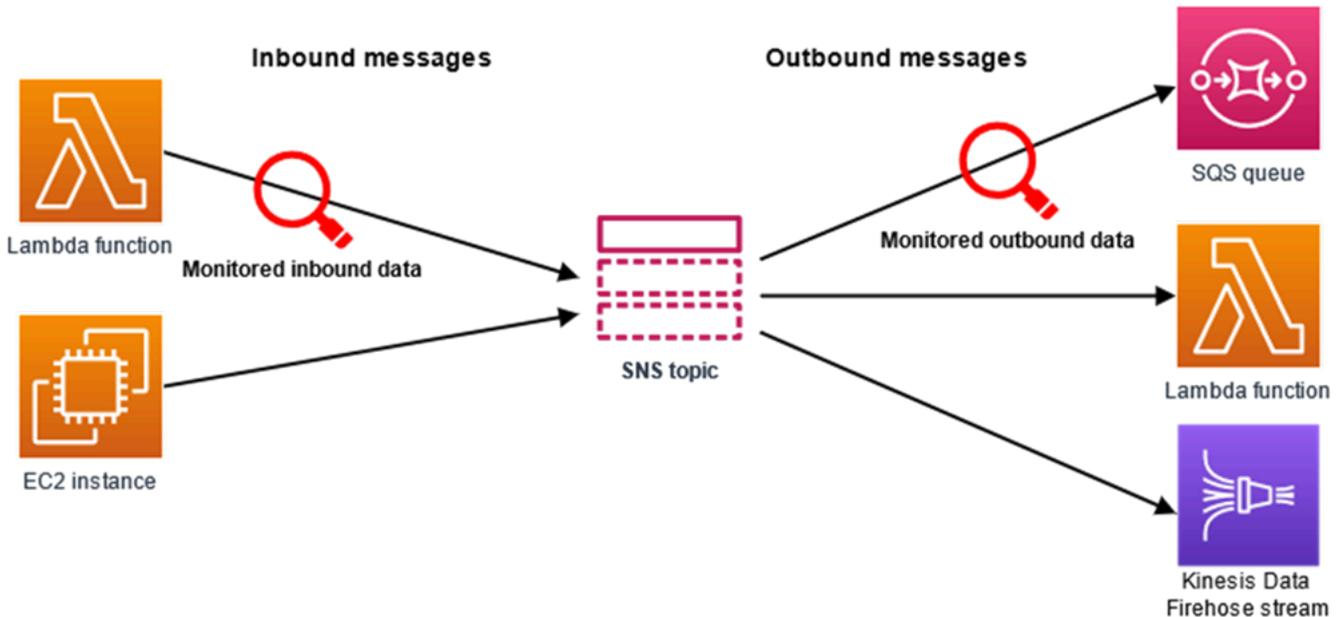 Inbound messages
Outbound messages
SQS queue
Lambda function
Monitored inbound data
Monitored outbound data
SNS topic
Lambda function
EC2 instance
Kinesis Data
Firehose stream